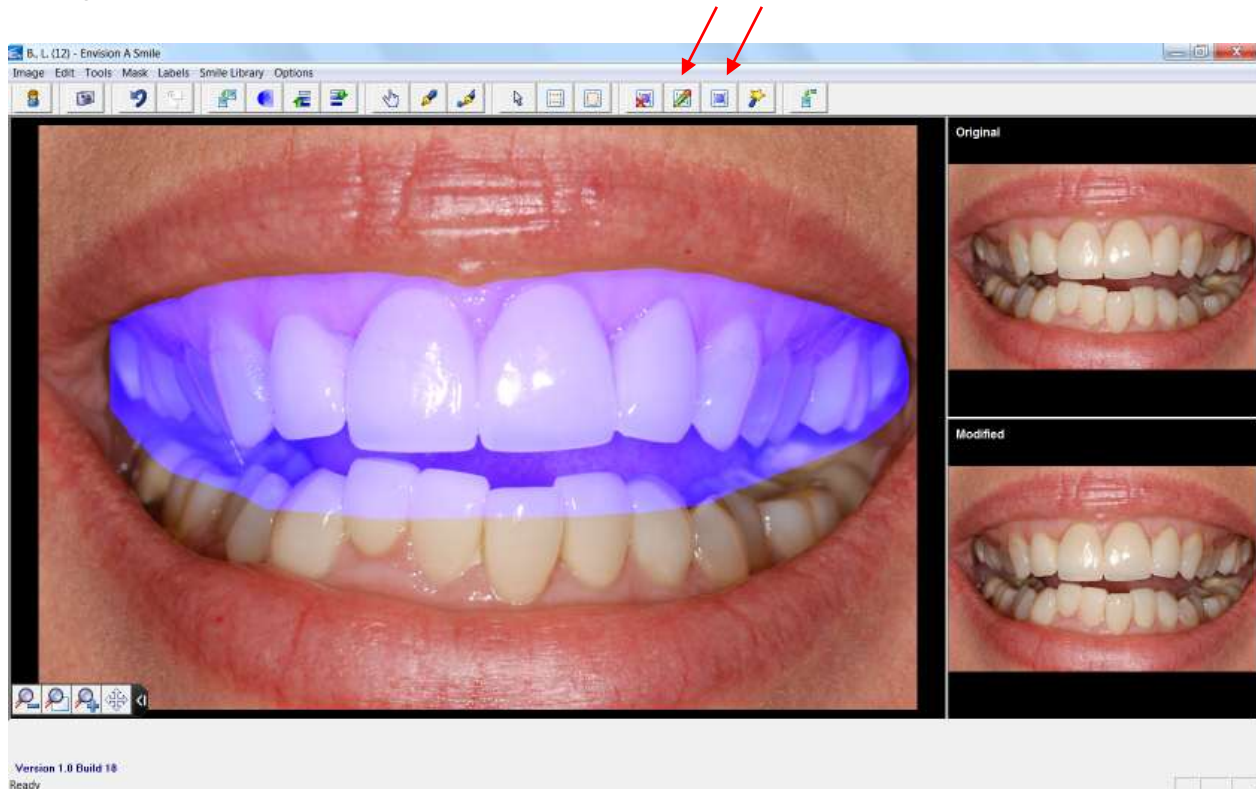 B., L. (12) - Envision A Smile
Image Edit Tools Mask Labels Smile Library Options
Original
Modified
Version 1.0 Build 18
Ready